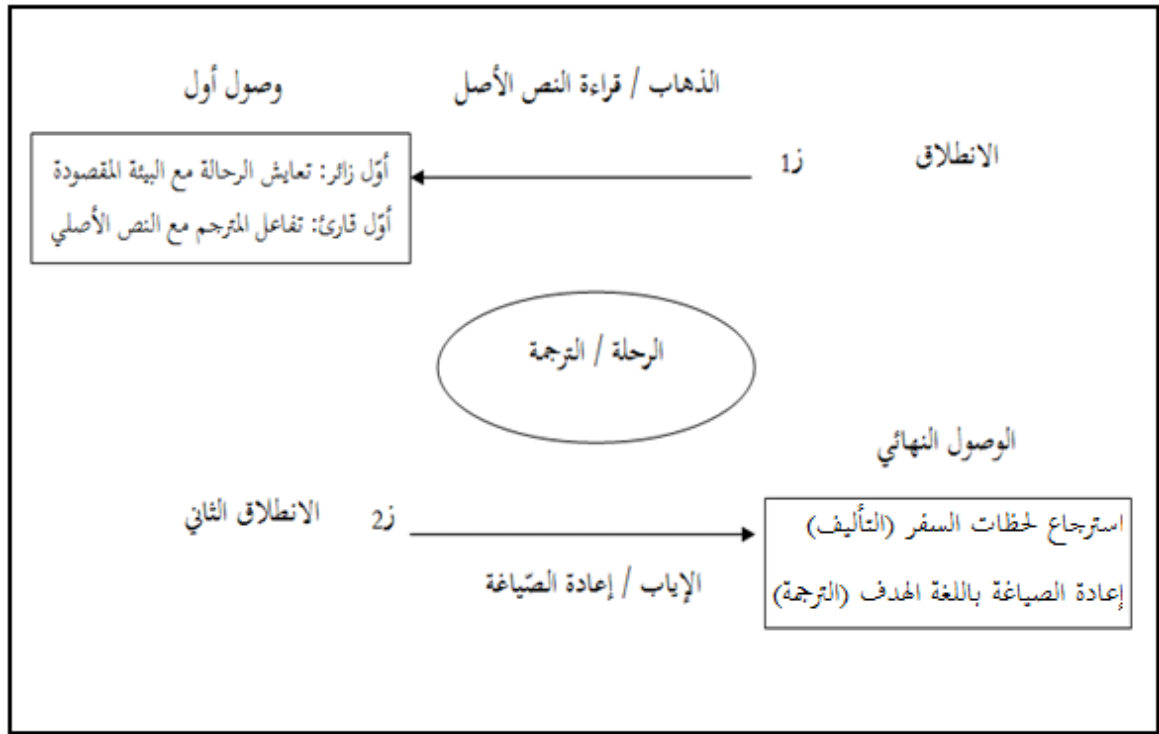 الذهاب / قراءة النص الأصل
وصول أول
الانطلاق
ز1
أوّل زائر: تعايش الرحالة مع البيئة المقصودة
أوّل قارئ: تفاعل المترجم مع النص الأصلي
الرحلة / الترجمة
الوصول النهائي
استرجاع لحظات السفر (التأليف)
إعادة الصياغة باللغة الهدف (الترجمة)
ز2
الانطلاق الثاني
الإياب / إعادة الصّياغة